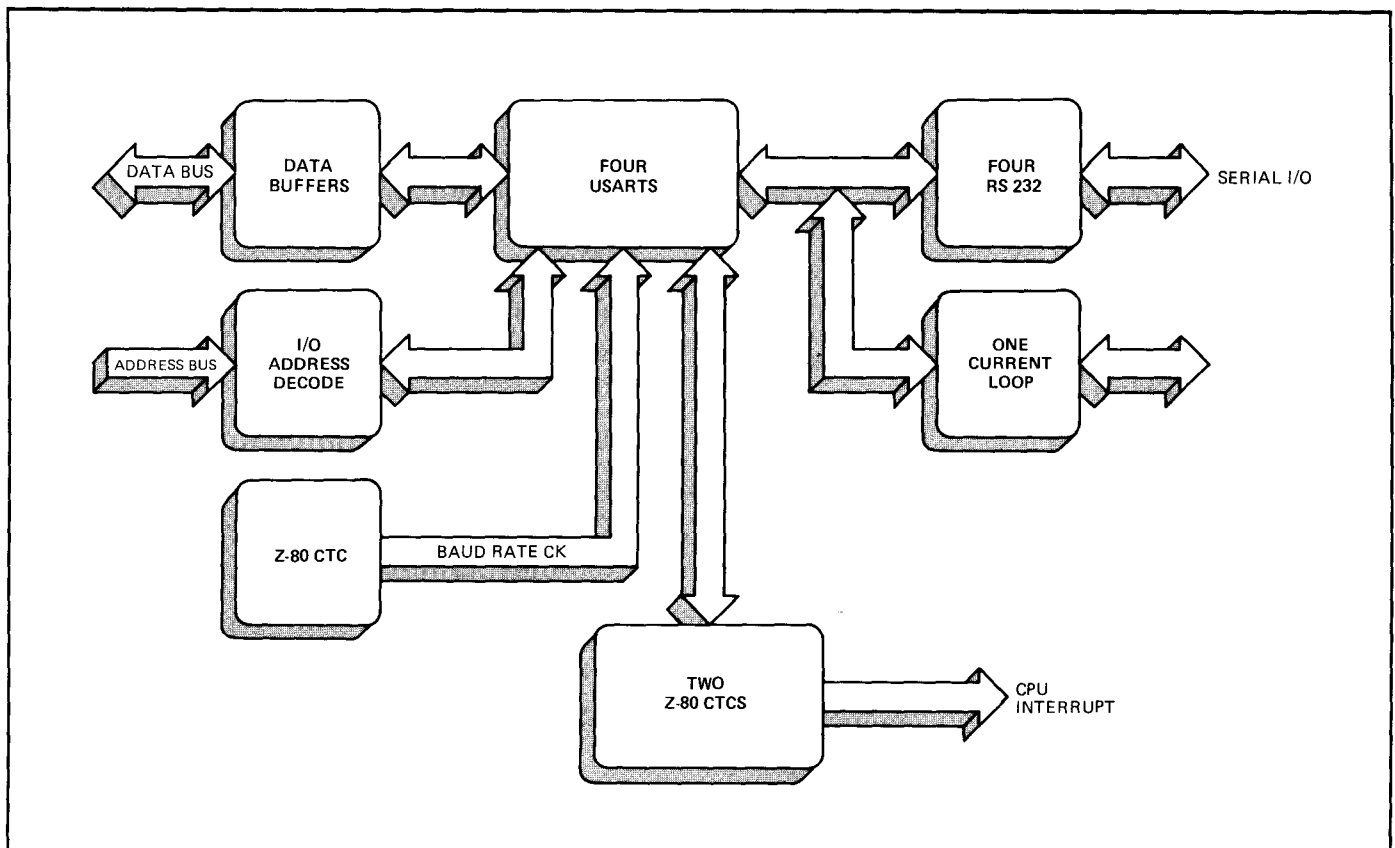 DATA BUS
DATA
BUFFERS
FOUR
USARTS
FOUR
RS 232
SERIAL I/O
ADDRESS BUS
I/O
ADDRESS
DECODE
ONE
CURRENT
LOOP
Z-80 CTC
BAUD RATE CK
TWO
Z-80 CTCS
CPU
INTERRUPT